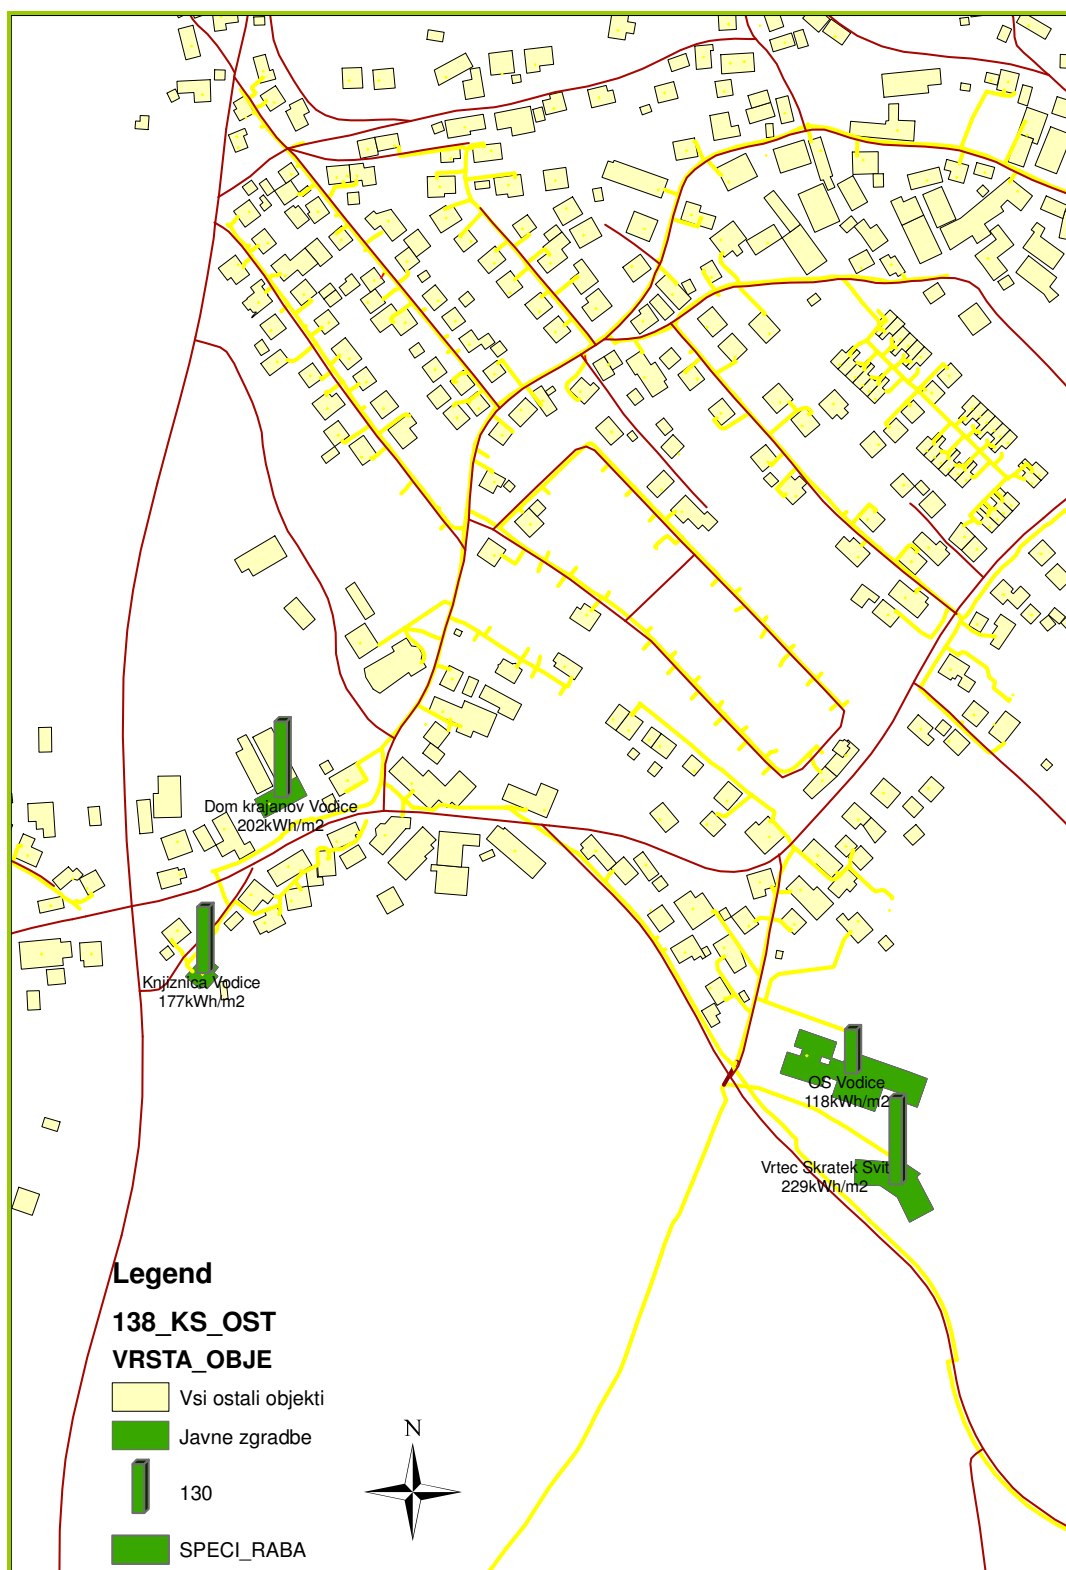 Dom krajanov Vodice
202kWh/m2
Knjiznica Vodice
177kWh/m2
OS Vodice
118kWh/m2
Vrtec Skratek Svit
229kWh/m2
Legend
138_KS_OST
VRSTA_OBJE
Vsi ostali objekti
Javne zgradbe
130
SPECI_RABA
N